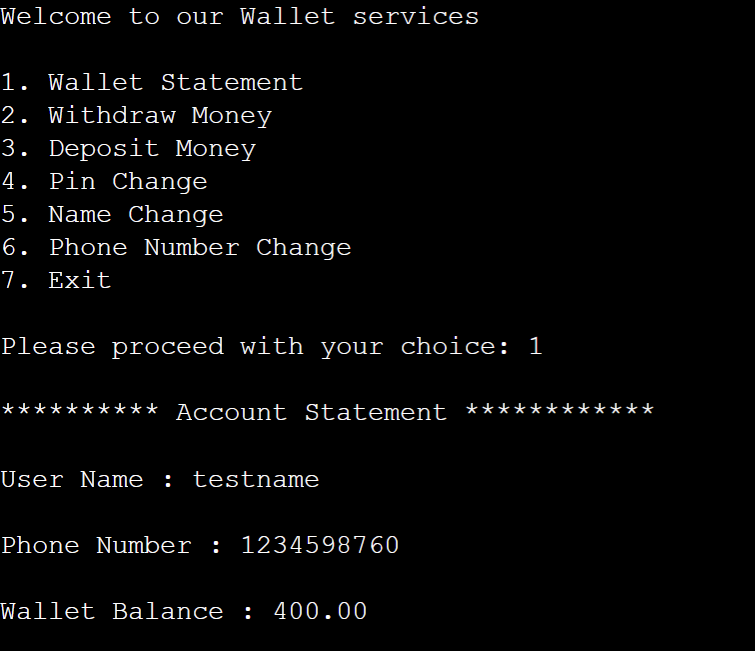 Welcome to our Wallet services
1. Wallet Statement
2. Withdraw Money
3. Deposit Money
4. Pin Change
5. Name Change
6. Phone Number Change
7. Exit
Please proceed with your choice: 1
********** Account Statement ************
User Name : testname
Phone Number : 1234598760
Wallet Balance : 400.00